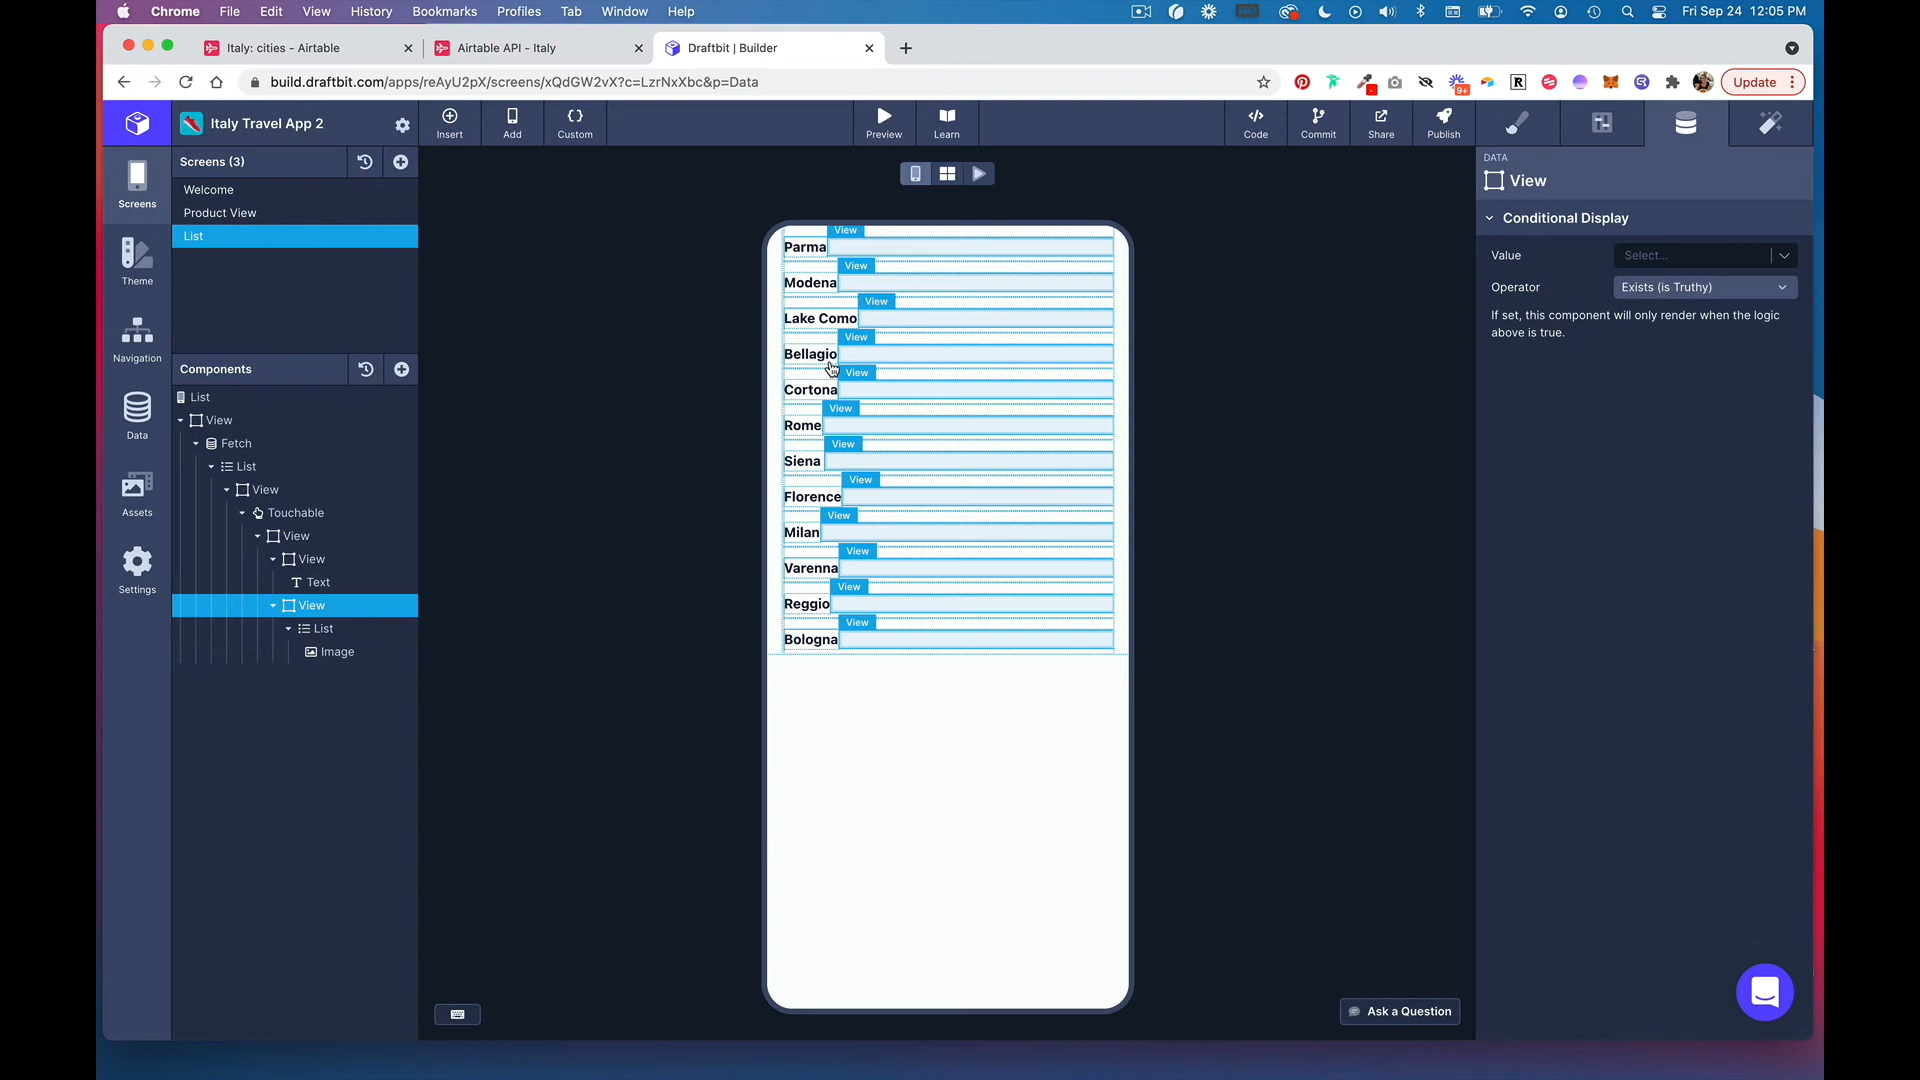 Chrome File Edit View History Bookmarks Profiles Tab Window Help Fri Sep 24 12:05 PM
Italy: cities - Airtable Airtable API - Italy Draftbit | Builder
build.draftbit.com/apps/reAyU2pX/screens/xQdGW2vX?c=LzrNxXbc&p=Data 9+ Update
Italy Travel App 2
Insert Add Custom Preview Learn Code Commit Share Publish
Screens (3)
Welcome
Product View
List
Screens
Theme
Navigation
Data
Assets
Settings
Components
List
View
Fetch
List
View
Touchable
View
View
Text
View
List
Image
View
Parma
View
Modena
View
Lake Como
View
Bellagio
View
Cortona
View
Rome
View
Siena
View
Florence
View
Milan
View
Varenna
View
Reggio
View
Bologna
DATA
View
Conditional Display
Value Select...
Operator Exists (is Truthy)
If set, this component will only render when the logic
above is true.
Ask a Question